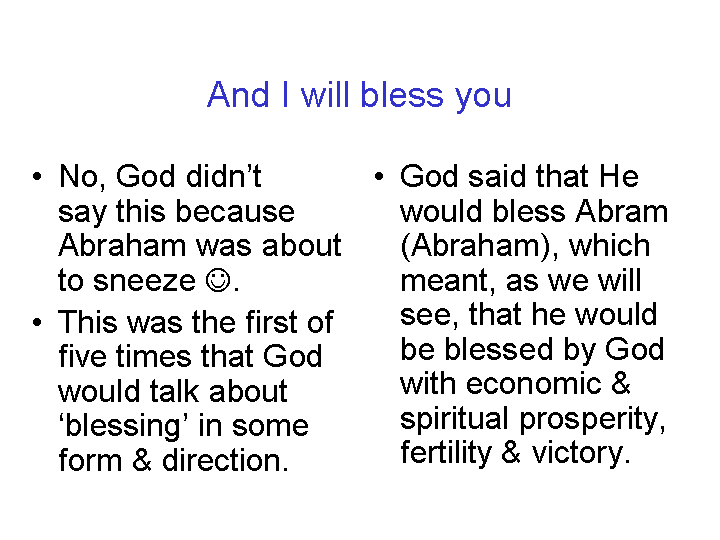 And I will bless you
• No, God didn’t
say this because
Abraham was about
to sneeze ☺.
• This was the first of
five times that God
would talk about
‘blessing’ in some
form & direction.
• God said that He
would bless Abram
(Abraham), which
meant, as we will
see, that he would
be blessed by God
with economic &
spiritual prosperity,
fertility & victory.